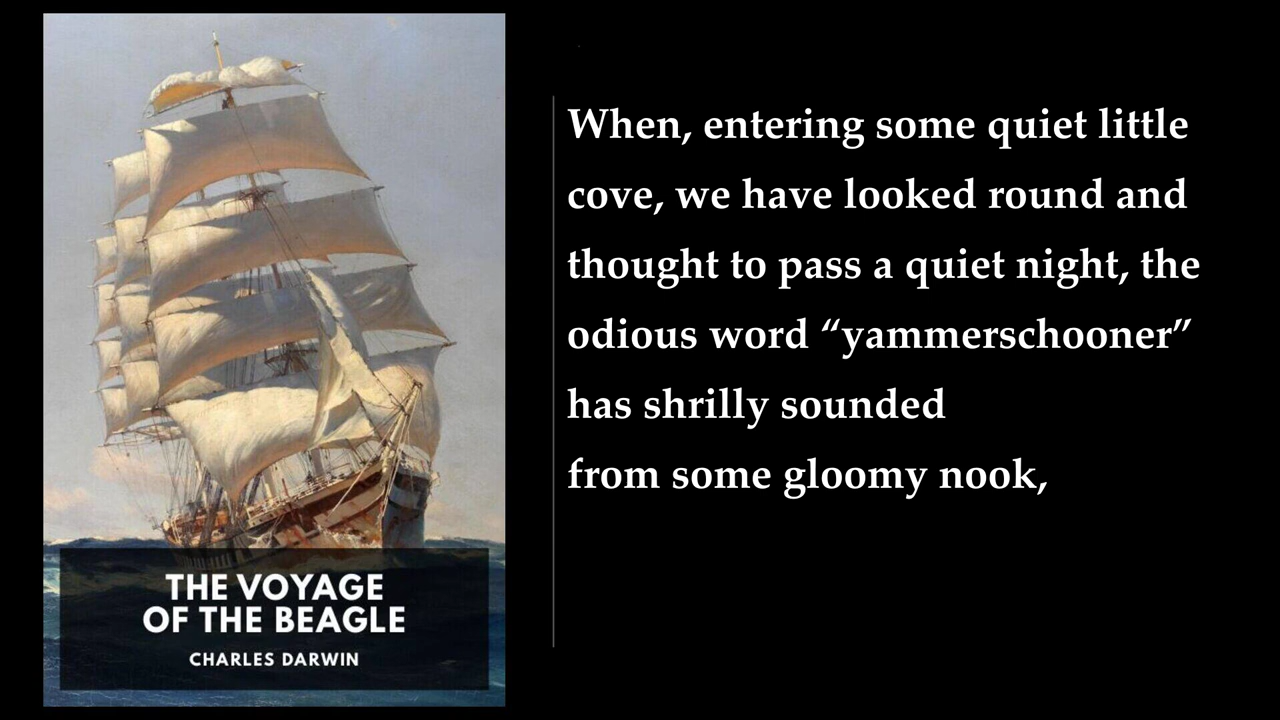 THE VOYAGE
OF THE BEAGLE
CHARLES DARWIN
When, entering some quiet little
cove, we have looked round and
thought to pass a quiet night, the
odious word “yammerschooner”
has shrilly sounded
from some gloomy nook,